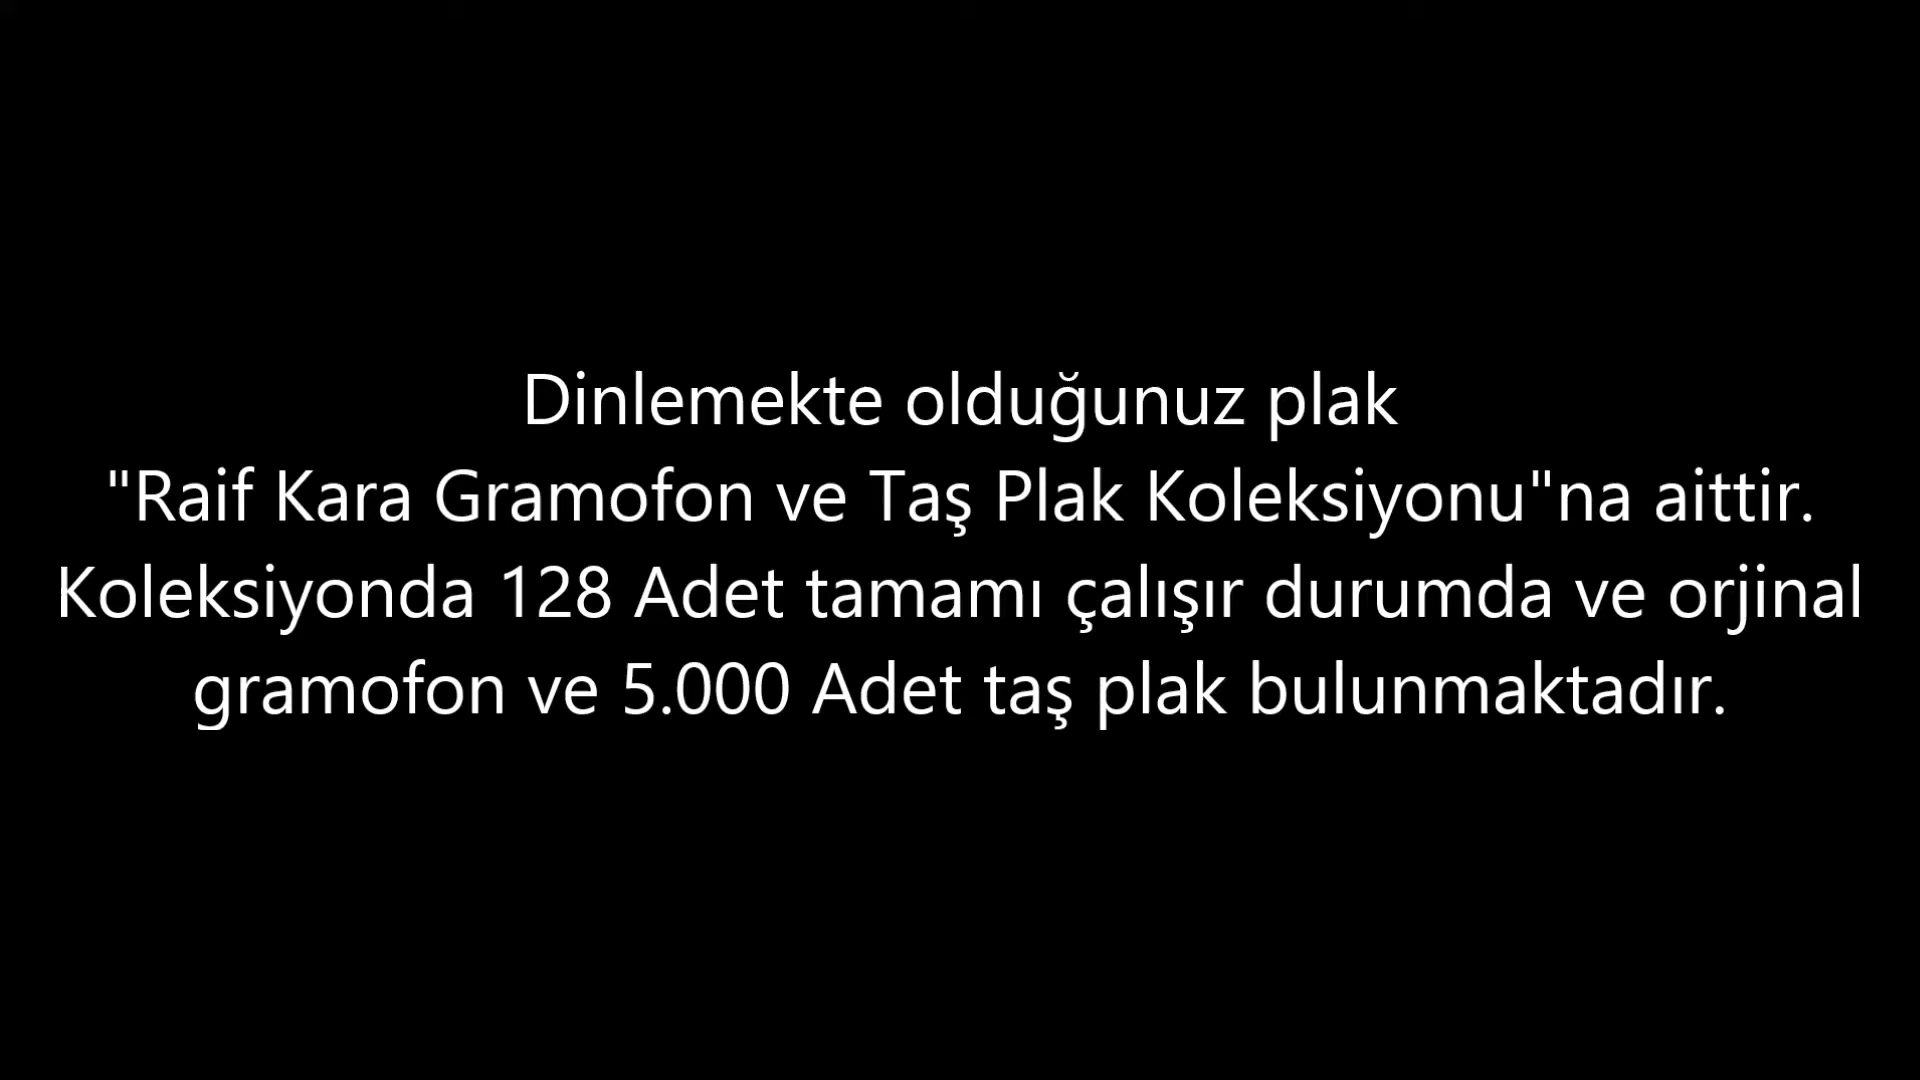 Dinlemekte olduğunuz plak
"Raif Kara Gramofon ve Taş Plak Koleksiyonu"na aittir.
Koleksiyonda 128 Adet tamamı çalışır durumda ve orjinal
gramofon ve 5.000 Adet taş plak bulunmaktadır.